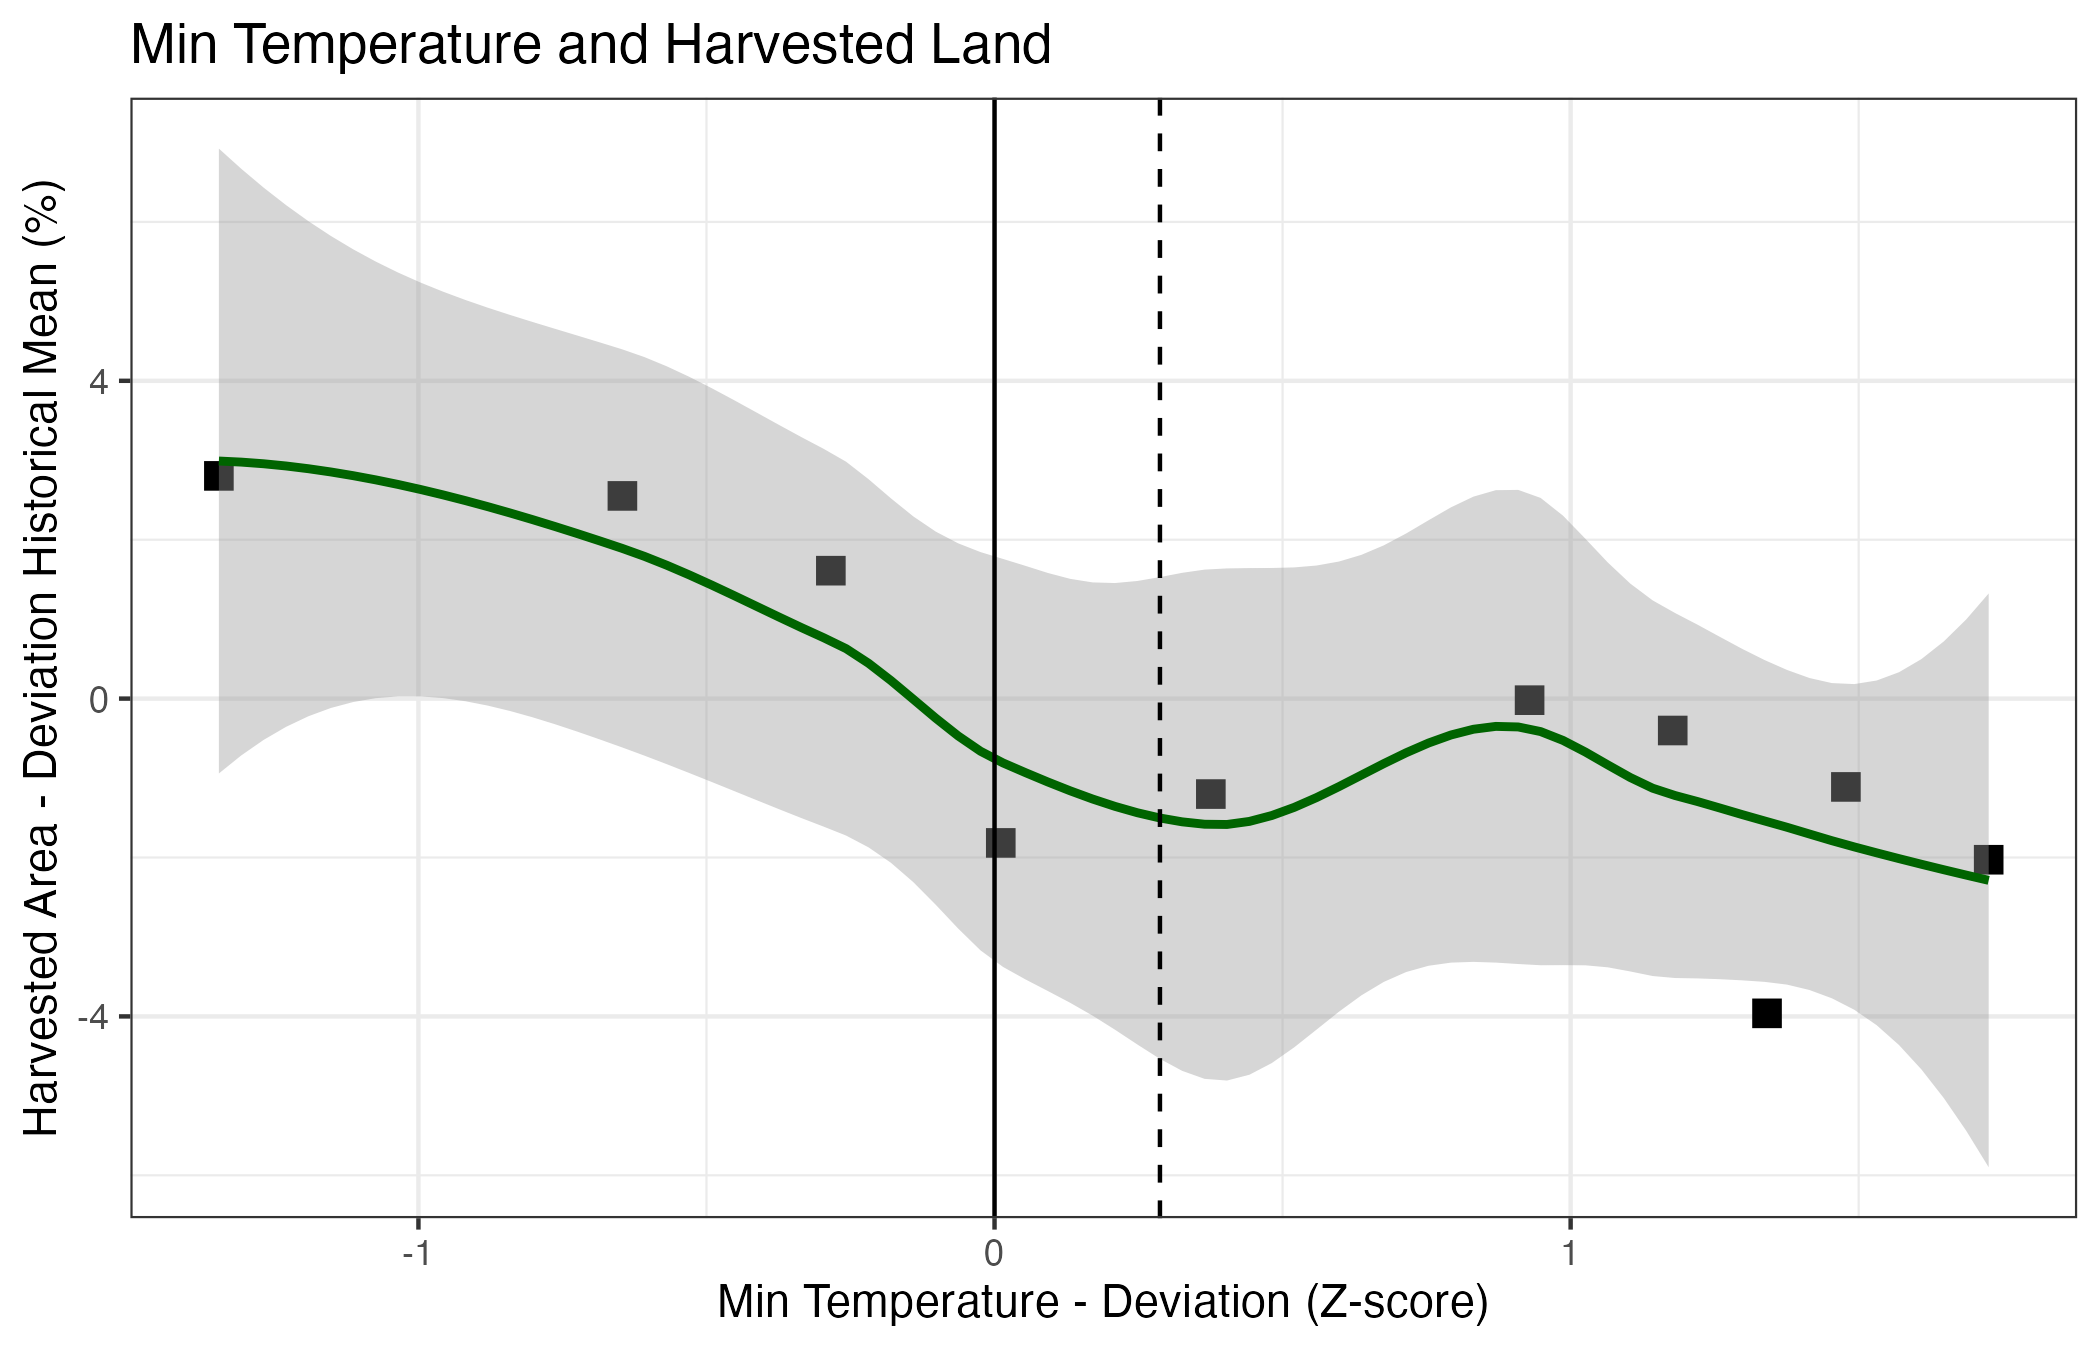 Min Temperature and Harvested Land
Harvested Area - Deviation Historical Mean (%)
4
0
-4
-1
0
1
Min Temperature - Deviation (Z-score)